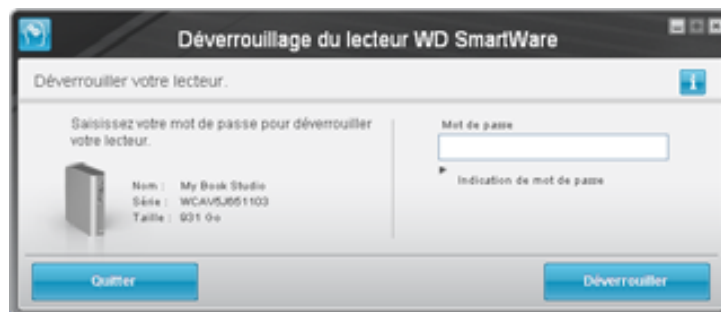 Déverrouillage du lecteur WD SmartWare
Déverrouiller votre lecteur.
Saisissez votre mot de passe pour déverrouiller
votre lecteur.
Nom : My Book Studio
Série : WCAV5J651103
Taille : 931 Go
Mot de passe
Indication de mot de passe
Quitter
Déverrouiller